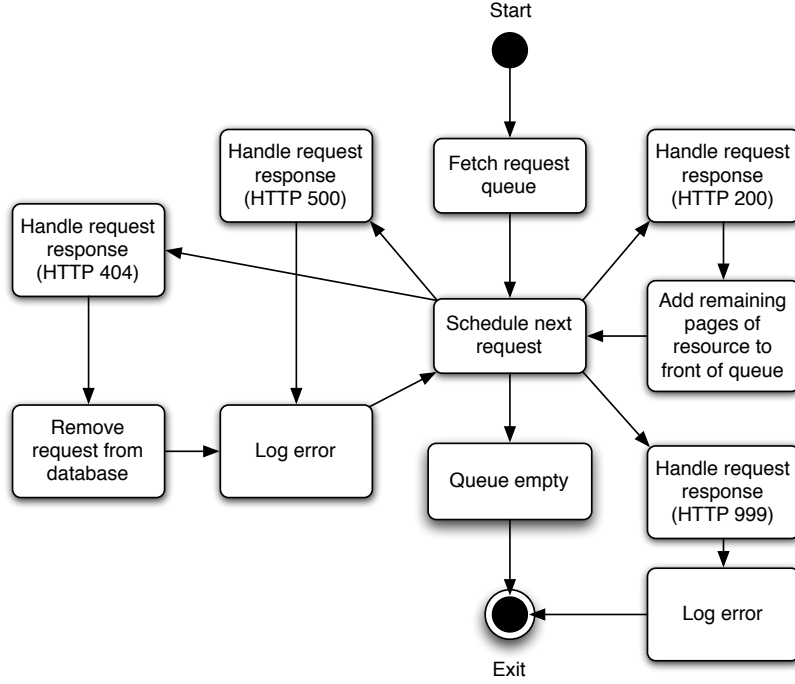 Start
Handle request
response
(HTTP 500)
Fetch request
queue
Handle request
response
(HTTP 200)
Handle request
response
(HTTP 404)
Schedule next
request
Add remaining
pages of
resource to
front of queue
Remove
request from
database
Log error
Queue empty
Handle request
response
(HTTP 999)
Log error
Exit